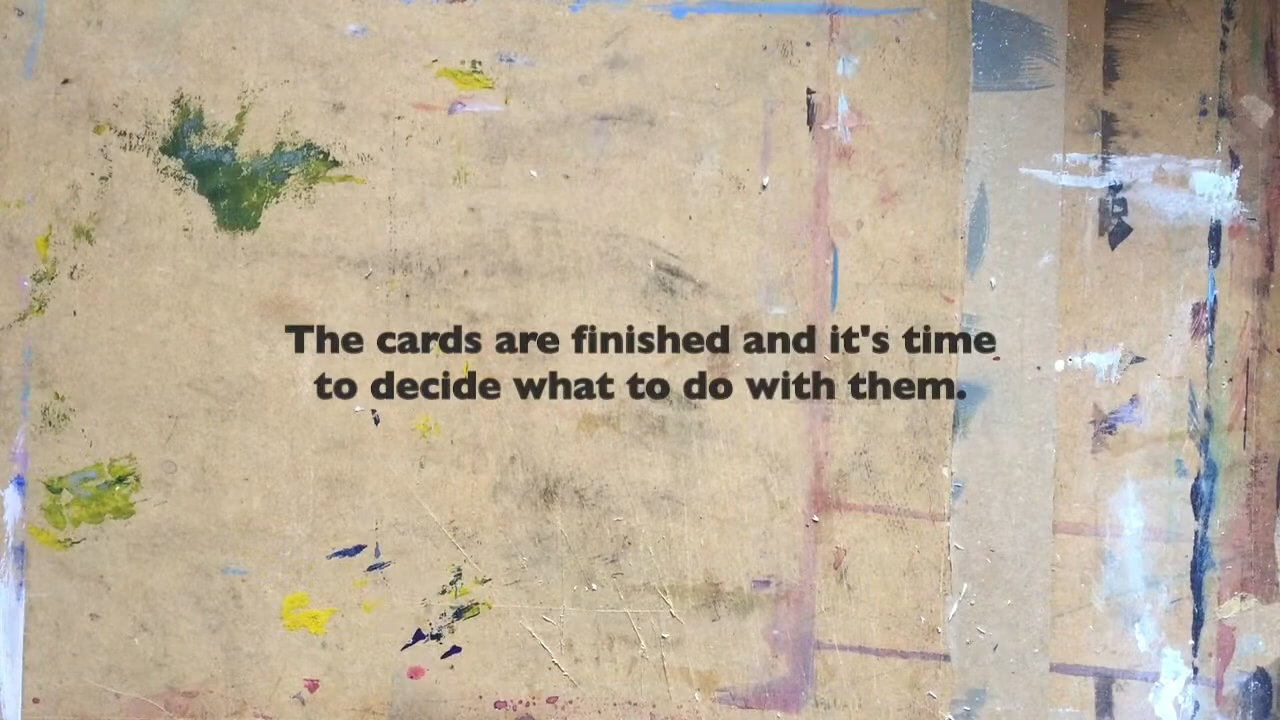 The cards are finished and it's time
to decide what to do with them.